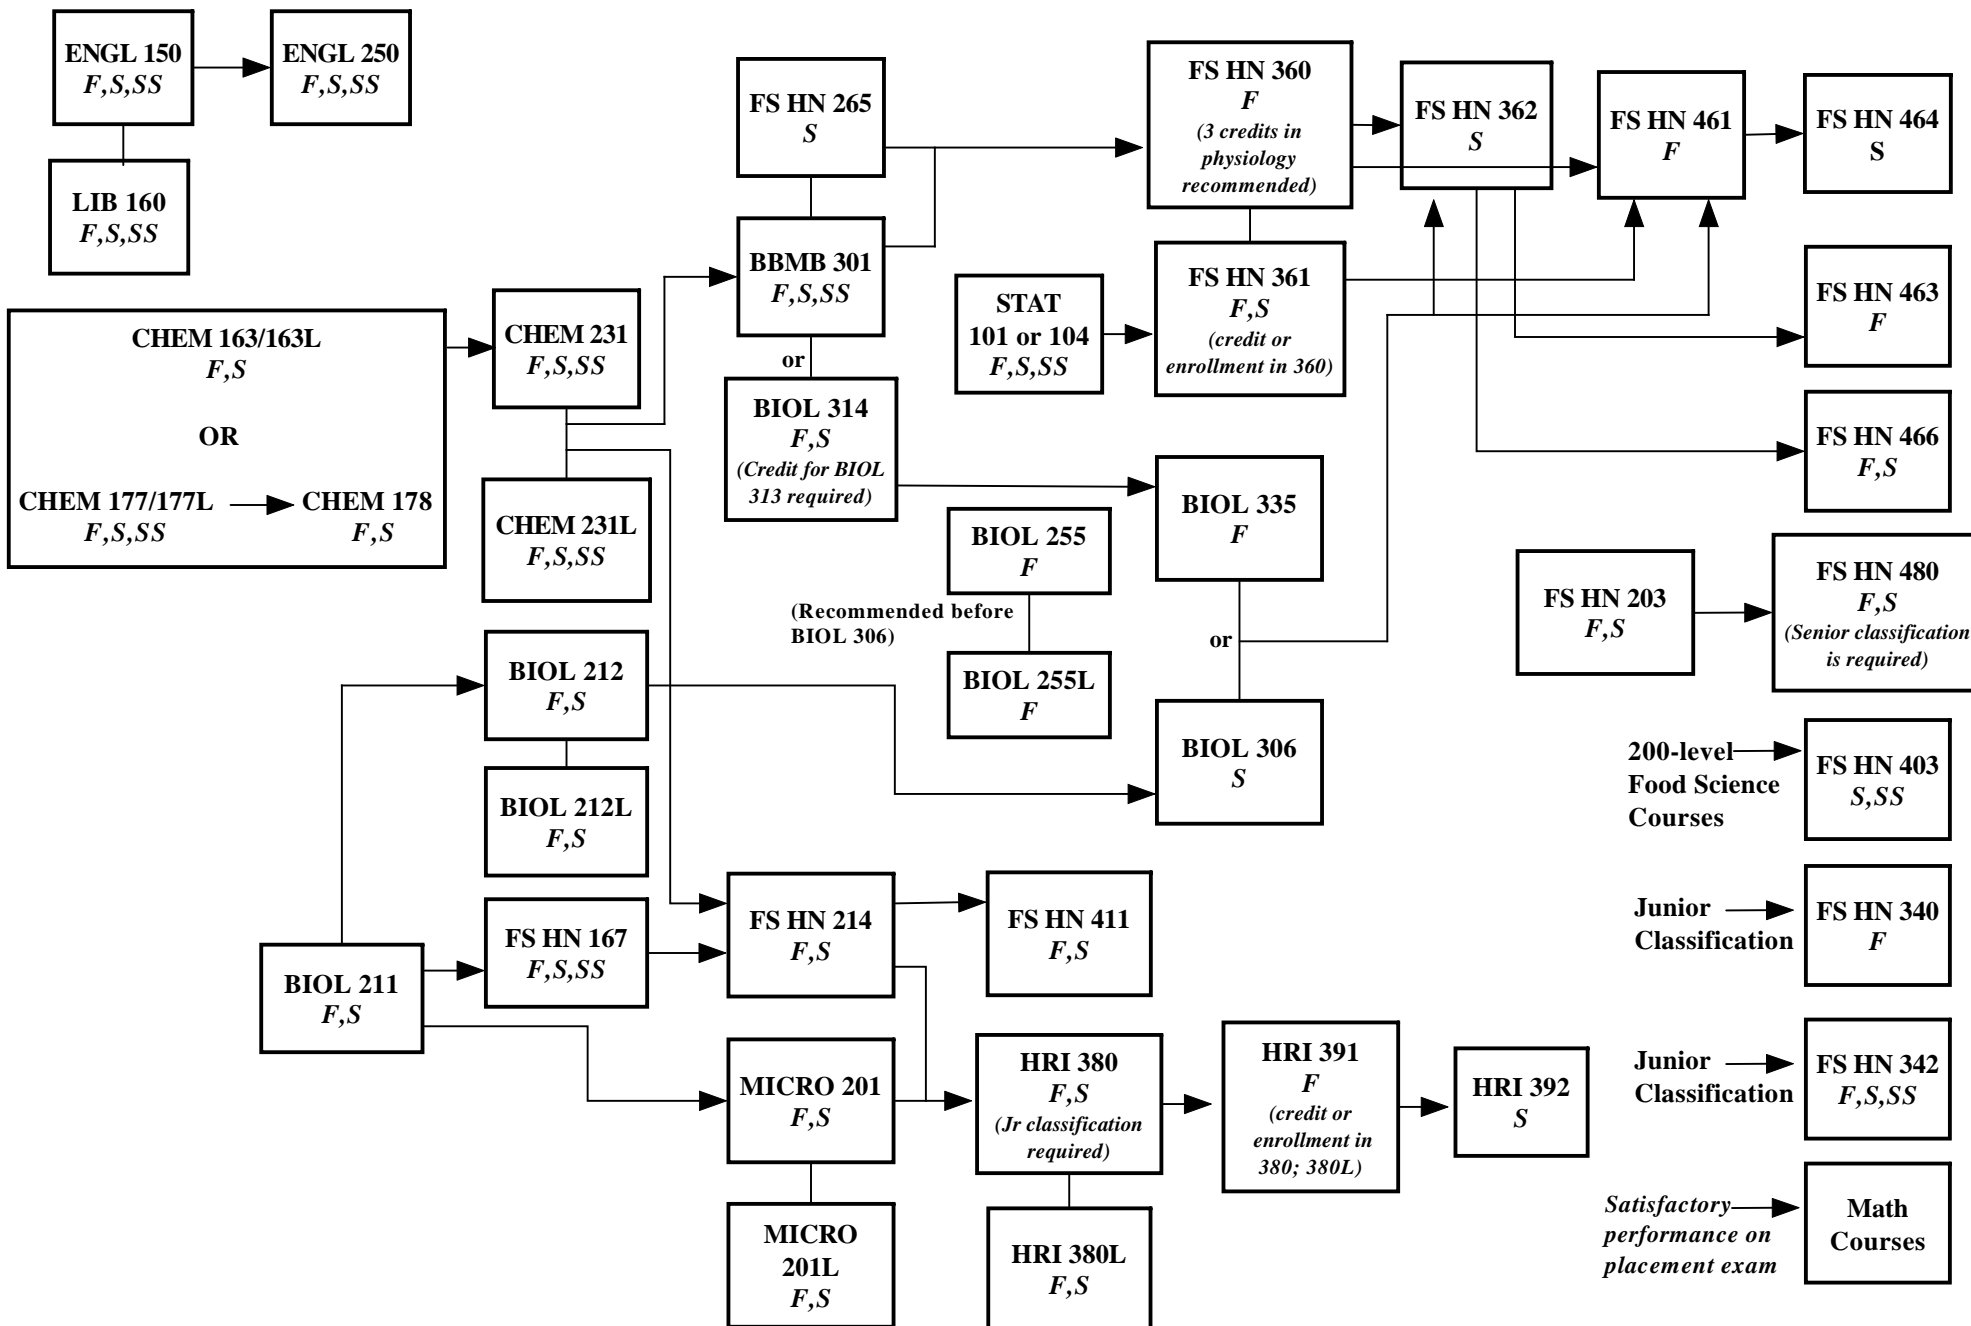 ENGL 150
F,S,SS
ENGL 250
F,S,SS
LIB 160
F,S,SS
FS HN 265
S
FS HN 360
F
(3 credits in
physiology
recommended)
FS HN 362
S
FS HN 461
F
FS HN 464
S
CHEM 163/163L
F,S
OR
CHEM 177/177L
F,S,SS
CHEM 178
F,S
CHEM 231
F,S,SS
CHEM 231L
F,S,SS
BBMB 301
F,S,SS
or
BIOL 314
F,S
(Credit for BIOL
313 required)
STAT
101 or 104
F,S,SS
FS HN 361
F,S
(credit or
enrollment in 360)
FS HN 463
F
FS HN 466
F,S
BIOL 255
F
(Recommended before
BIOL 306)
BIOL 255L
F
BIOL 335
F
or
BIOL 306
S
FS HN 203
F,S
FS HN 480
F,S
(Senior classification
is required)
BIOL 212
F,S
BIOL 212L
F,S
BIOL 211
F,S
FS HN 167
F,S,SS
FS HN 214
F,S
FS HN 411
F,S
MICRO 201
F,S
MICRO
201L
F,S
HRI 380
F,S
(Jr classification
required)
HRI 380L
F,S
HRI 391
F
(credit or
enrollment in
380; 380L)
HRI 392
S
200-level
Food Science
Courses
FS HN 403
S,SS
Junior
Classification
FS HN 340
F
Junior
Classification
FS HN 342
F,S,SS
Satisfactory
performance on
placement exam
Math
Courses